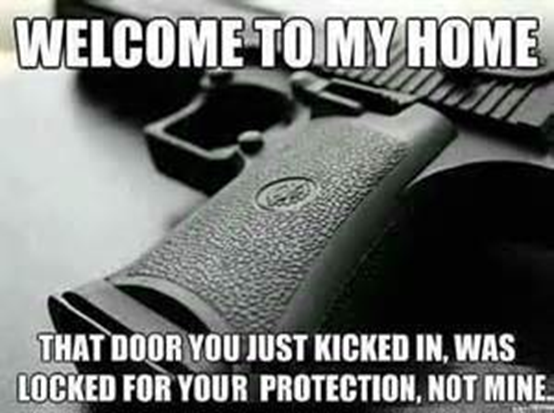 WELCOME TO MY HOME
THAT DOOR YOU JUST KICKED IN, WAS
LOCKED FOR YOUR PROTECTION, NOT MINE.